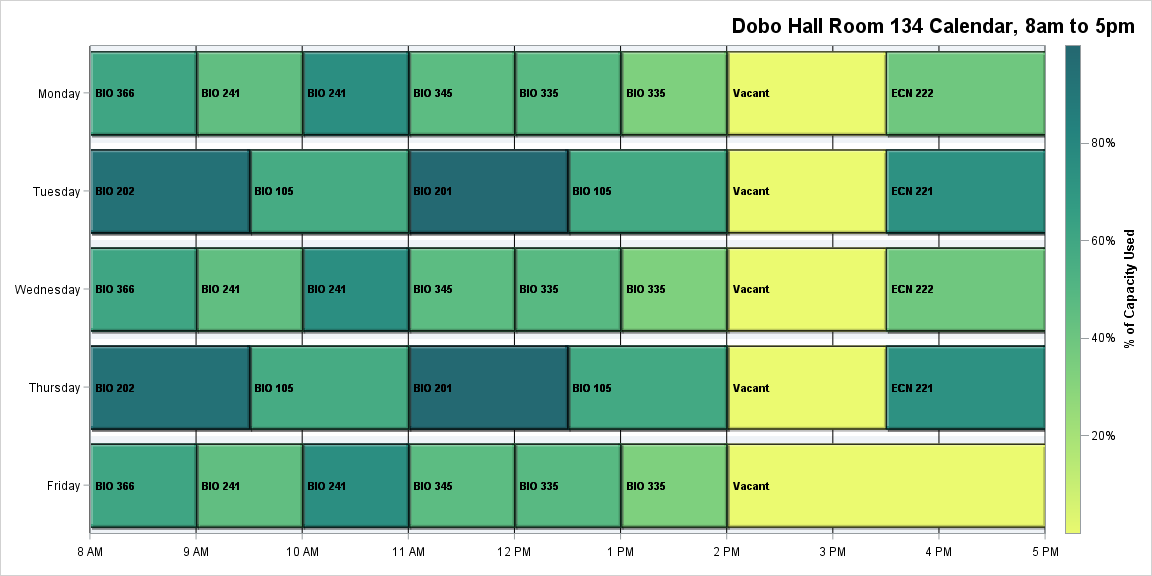 Dobo Hall Room 134 Calendar, 8am to 5pm
Monday BIO 366 BIO 241 BIO 241 BIO 345 BIO 335 BIO 335 Vacant ECN 222
Tuesday BIO 202 BIO 105 BIO 201 BIO 105 Vacant ECN 221
Wednesday BIO 366 BIO 241 BIO 241 BIO 345 BIO 335 BIO 335 Vacant ECN 222
Thursday BIO 202 BIO 105 BIO 201 BIO 105 Vacant ECN 221
Friday BIO 366 BIO 241 BIO 241 BIO 345 BIO 335 BIO 335 Vacant
8 AM 9 AM 10 AM 11 AM 12 PM 1 PM 2 PM 3 PM 4 PM 5 PM
80%
60%
40%
20%
% of Capacity Used